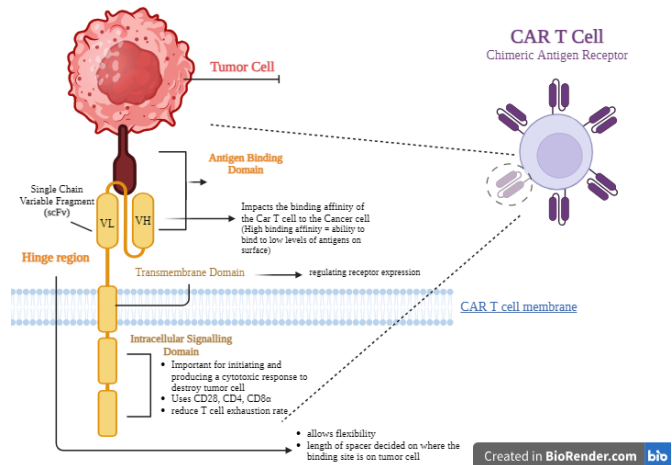 CAR T Cell
Chimeric Antigen Receptor
Tumor Cell
Antigen Binding
Domain
Single Chain
Variable Fragment
(scFv)
VL
VH
Impacts the binding affinity of
the Car T cell to the Cancer cell
(High binding affinity = ability to
bind to low levels of antigens on
surface)
Hinge region
Transmembrane Domain
regulating receptor expression
CAR T cell membrane
Intracellular Signalling
Domain
• Important for initiating and
producing a cytotoxic response to
destroy tumor cell
• Uses CD28, CD4, CD8α
• reduce T cell exhaustion rate
• allows flexibility
• length of spacer decided on where the
binding site is on tumor cell
Created in BioRender.com bio